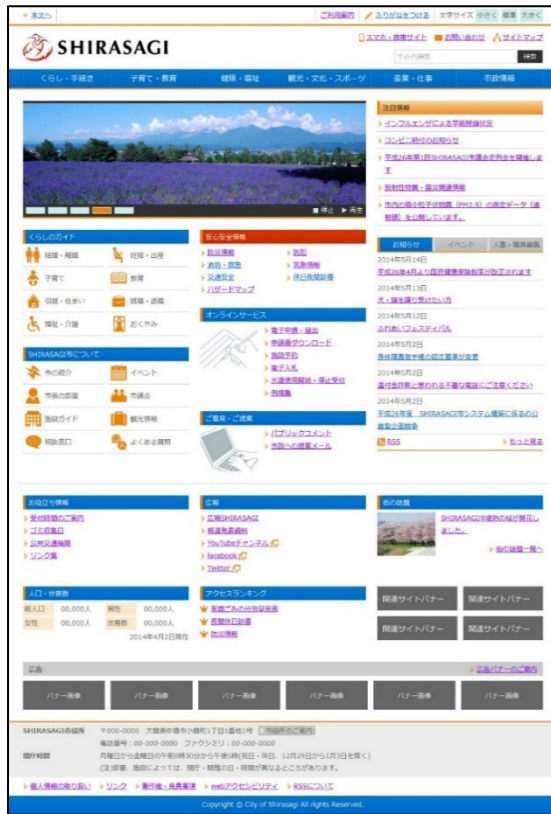 本文へ
ご利用案内 ふりがなをつける 文字サイズ 小さく 標準 大きく
SHIRASAGI
スマホ・携帯サイト お問い合わせ サイトマップ
サイト内検索 検索
くらし・手続き 子育て・教育 健康・福祉 観光・文化・スポーツ 産業・仕事 市政情報
停止 再生
注目情報
インフルエンザによる学級閉鎖状況
コンビニ納付のお知らせ
平成26年第1回SHIRASAGI市議会定例会を開催しま
す
放射性物質・震災関連情報
市内の微小粒子状物質(PM2.5)の測定データ(速
報値)を公開しています。
くらしのガイド
結婚・離婚 妊娠・出産
子育て 教育
引越・住まい 就職・退職
福祉・介護 おくやみ
SHIRASAGI市について
市の紹介 イベント
市長の部屋 市議会
施設ガイド 観光情報
相談窓口 よくある質問
安心安全情報
防災情報 防犯
消防・救急 気象情報
交通安全 休日夜間診療
ハザードマップ
オンラインサービス
電子申請・届出
申請書ダウンロード
施設予約
電子入札
水道使用開始・停止受付
例規集
ご意見・ご提案
パブリックコメント
市政への提案メール
お知らせ イベント 人事・職員募集
2014年5月14日
平成26年4月より国民健康保険税率が改正されます
2014年5月13日
犬・猫を譲り受けたい方
2014年5月12日
ふれあいフェスティバル
2014年5月2日
身体障害者手帳の認定基準が変更
2014年5月2日
還付金詐欺と思われる不審な電話にご注意ください
2014年5月2日
平成26年度 SHIRASAGI市システム構築に係るの公
募型企画競争
RSS もっと見る
お役立ち情報
受付時間のご案内
ゴミ収集日
公共交通機関
リンク集
広報
広報SHIRASAGI
報道発表資料
YouTubeチャンネル
facebook
Twitter
街の話題
SHIRASAGI川堤防の桜が開花し
ました。
街の話題一覧へ
人口・世帯数
総人口 00,000人 男性 00,000人
女性 00,000人 世帯数 00,000人
2014年4月2日現在
アクセスランキング
家庭ごみの分別早見表
夜間休日診療
防災情報
関連サイトバナー 関連サイトバナー
関連サイトバナー 関連サイトバナー
広告 広告バナーのご案内
バナー画像 バナー画像 バナー画像 バナー画像 バナー画像 バナー画像
SHIRASAGI市役所 〒000-0000 大鷺県中鷺市小鷺町1丁目1番地1号 市役所のご案内
電話番号:00-000-0000 ファクシミリ:00-000-0000
開庁時間 月曜日から金曜日の午前8時30分から午後5時(祝日・休日、12月29日から1月3日を除く)
(注)部署、施設によっては、開庁・開館の日・時間が異なるところがあります。
個人情報の取り扱い リンク 著作権・免責事項 webアクセシビリティ RSSについて
Copyright © City of Shirasagi All rights Reserved.